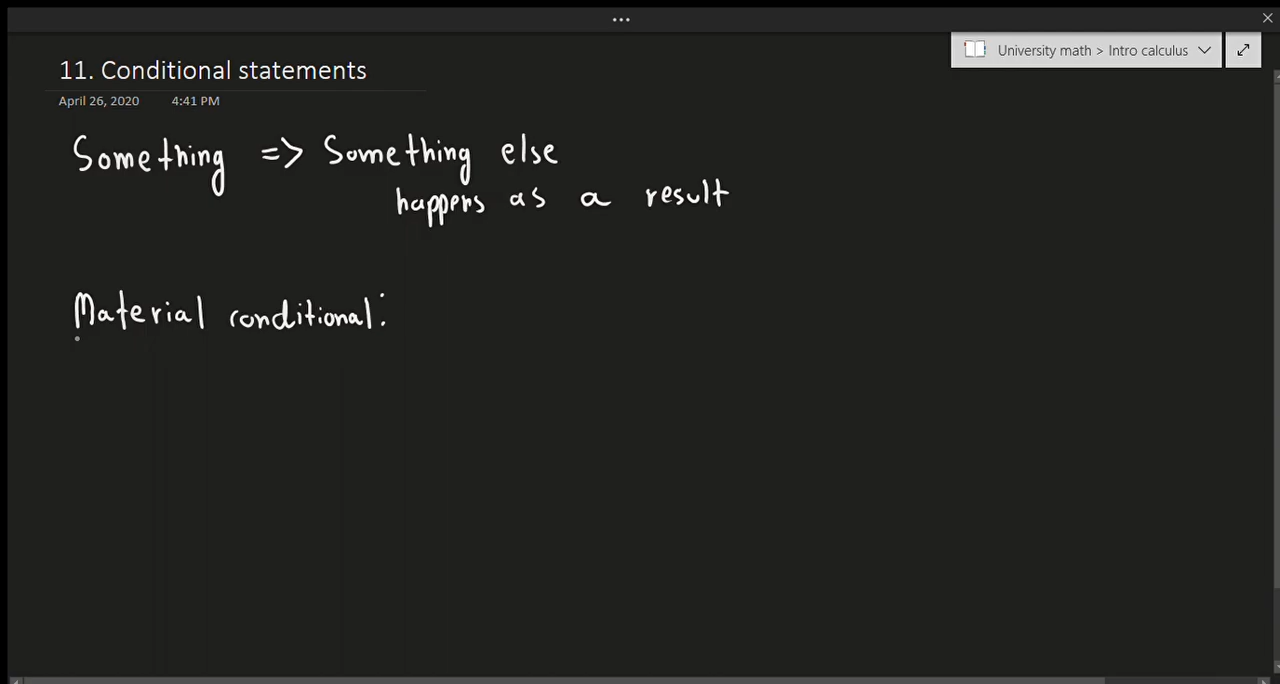 University math > Intro calculus
11. Conditional statements
April 26, 2020 4:41 PM
Something => Something else
happens as a result
Material conditional: